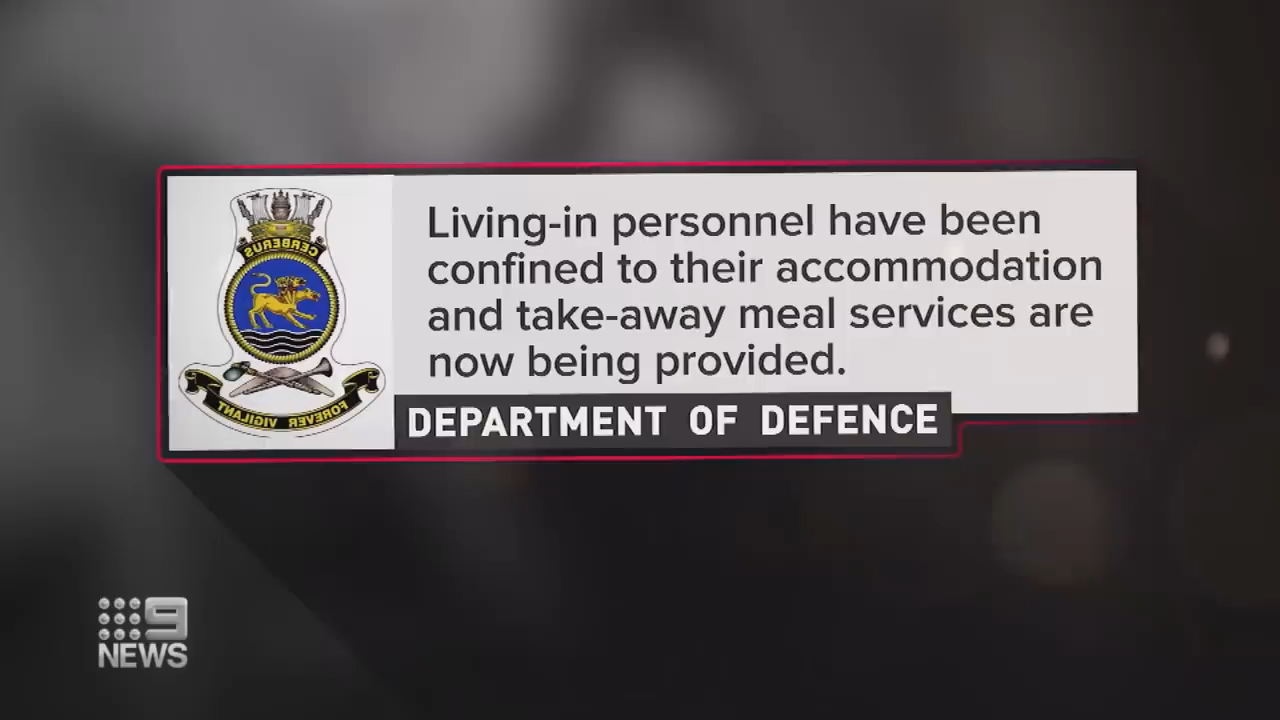 CERBERUS
FOREVER VIGILANT
Living-in personnel have been
confined to their accommodation
and take-away meal services are
now being provided.
DEPARTMENT OF DEFENCE
9
NEWS